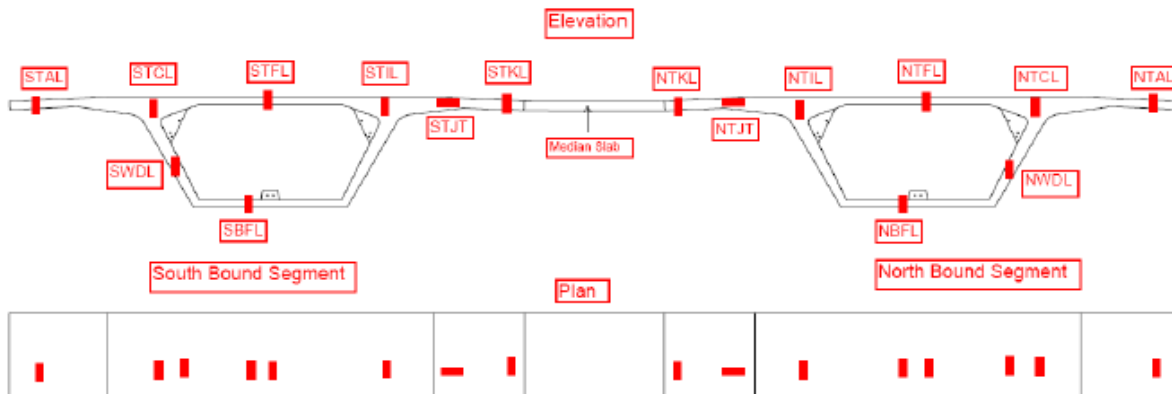 Elevation
STAL
STCL
STFL
STIL
STKL
NTKL
NTIL
NTFL
NTCL
NTAL
STJT
NTJT
Median Slab
SWDL
NWDL
SBFL
NBFL
South Bound Segment
North Bound Segment
Plan